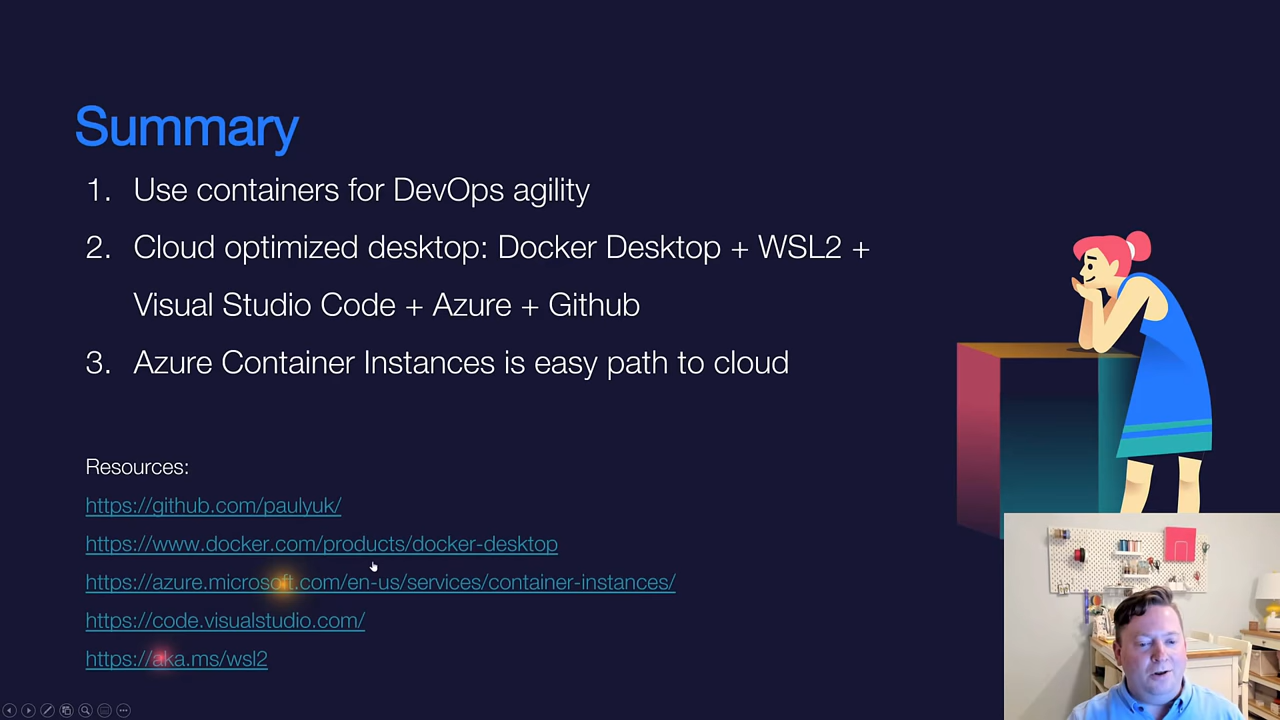 Summary
1. Use containers for DevOps agility
2. Cloud optimized desktop: Docker Desktop + WSL2 +
Visual Studio Code + Azure + Github
3. Azure Container Instances is easy path to cloud
Resources:
https://github.com/paulyuk/
https://www.docker.com/products/docker-desktop
https://azure.microsoft.com/en-us/services/container-instances/
https://code.visualstudio.com/
https://aka.ms/wsl2